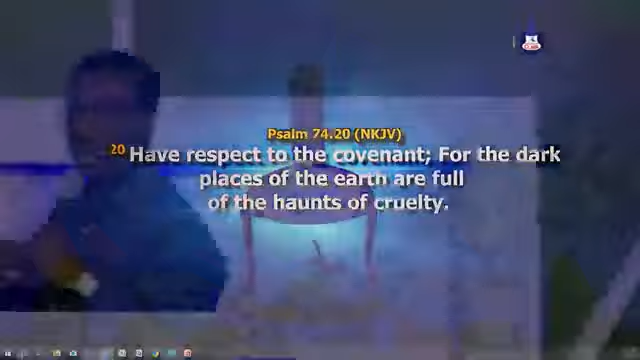 Psalm 74.20 (NKJV)
20 Have respect to the covenant; For the dark
places of the earth are full
of the haunts of cruelty.